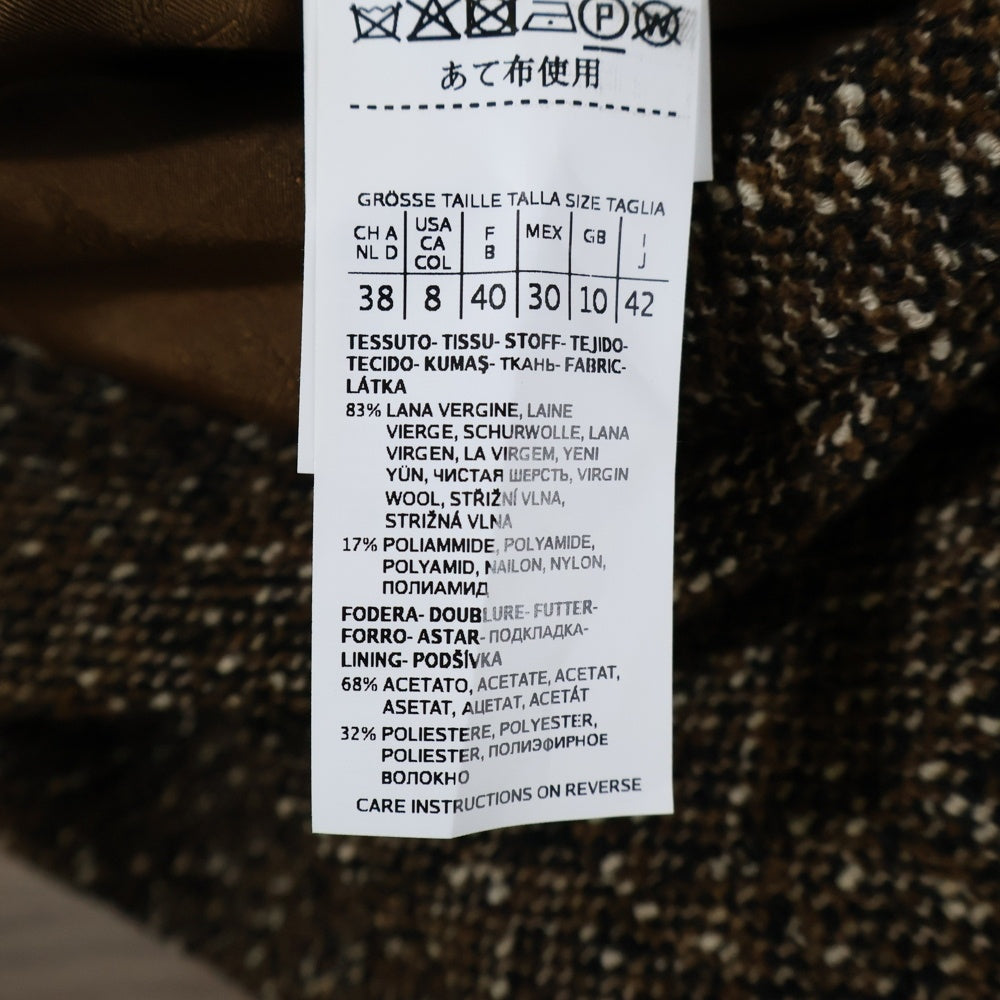 P W
あて布使用
GRÖSSE TAILLE TALLA SIZE TAGLIA
CH A NL D USA CA COL F B MEX GB I J
38 8 40 30 10 42
TESSUTO- TISSU- STOFF- TEJIDO-
TECIDO- KUMAŞ- ТКАНЬ- FABRIC-
LÁTKA
83% LANA VERGINE, LAINE
VIERGE, SCHURWOLLE, LANA
VIRGEN, LA VIRGEM, YENI
YÜN, ЧИСТАЯ ШЕРСТЬ, VIRGIN
WOOL, STŘIŽNÍ VLNA,
STRIŽNÁ VLNA
17% POLIAMMIDE, POLYAMIDE,
POLYAMID, NAILON, NYLON,
ПОЛИАМИД
FODERA- DOUBLURE- FUTTER-
FORRO- ASTAR- ПОДКЛАДКА-
LINING- PODŠÍVKA
68% ACETATO, ACETATE, ACETAT,
ASETAT, АЦЕТАТ, ACETÁT
32% POLIESTERE, POLYESTER,
POLIESTER, ПОЛИЭФИРНОЕ
ВОЛОКНО
CARE INSTRUCTIONS ON REVERSE